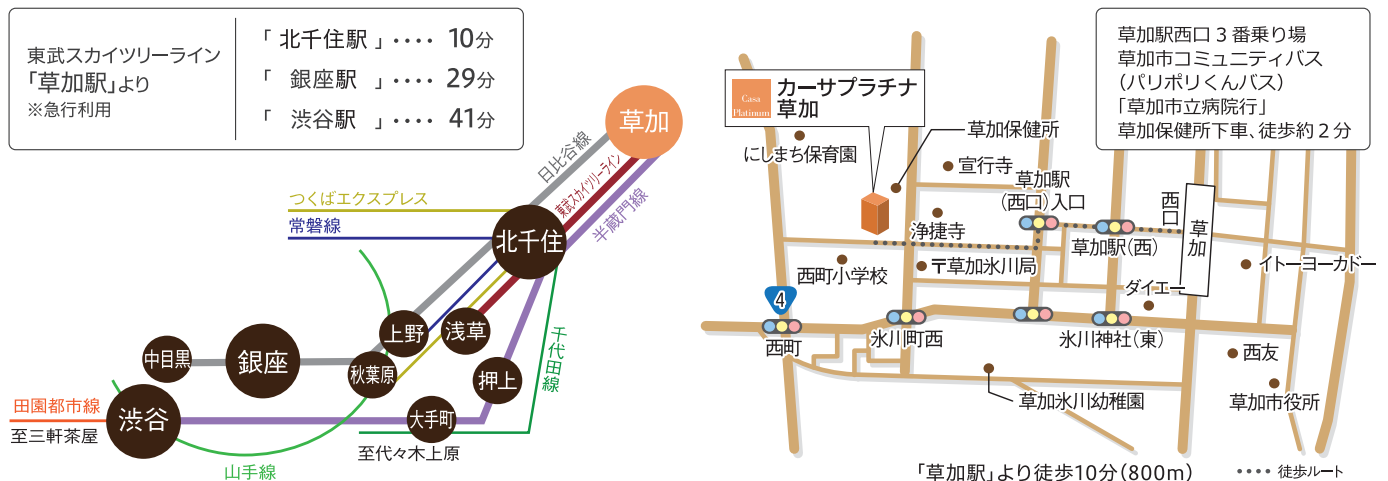 東武スカイツリーライン
「草加駅」より
※急行利用
「 北千住駅 」‥‥ 10分
「 銀座駅 」‥‥ 29分
「 渋谷駅 」‥‥ 41分
草加
日比谷線
東武スカイツリーライン
半蔵門線
つくばエクスプレス
常磐線
北千住
上野
浅草
千代田線
中目黒
銀座
秋葉原
押上
田園都市線
渋谷
大手町
至三軒茶屋
至代々木上原
山手線
草加駅西口3番乗り場
草加市コミュニティバス
(パリポリくんバス)
「草加市立病院行」
草加保健所下車、徒歩約2分
Casa
Platinum
カーサプラチナ
草加
草加保健所
にしまち保育園
宣行寺
草加駅
(西口)入口
西口
草加
浄捷寺
草加駅(西)
西町小学校
〒草加氷川局
イトーヨーカドー
4
ダイエー
西町
氷川町西
氷川神社(東)
西友
草加氷川幼稚園
草加市役所
「草加駅」より徒歩10分(800m)
‥‥徒歩ルート